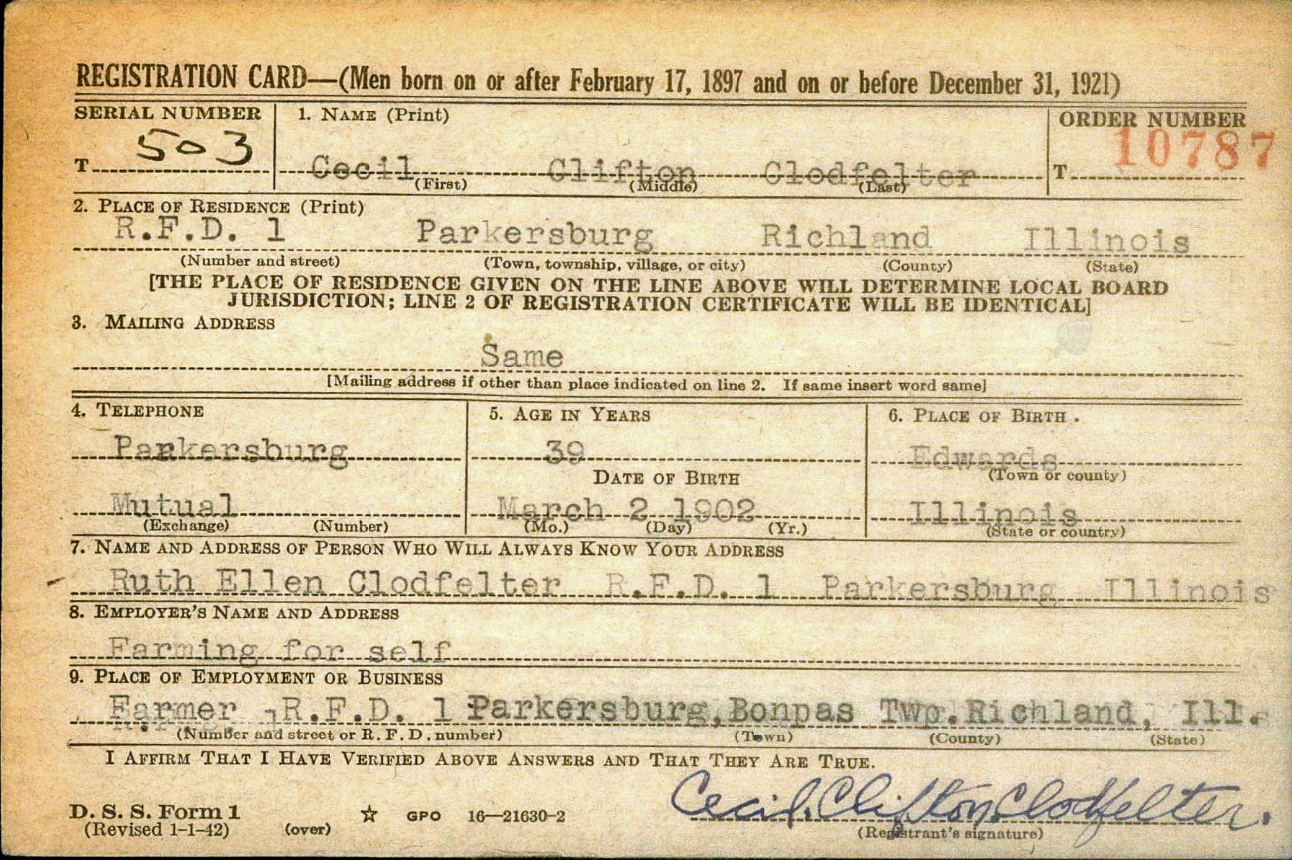 REGISTRATION CARD—(Men born on or after February 17, 1897 and on or before December 31, 1921)
SERIAL NUMBER 1. NAME (Print) ORDER NUMBER
T 503 Cecil Clifton Clodfelter T 10787
(First) (Middle) (Last)
2. PLACE OF RESIDENCE (Print)
R.F.D. 1 Parkersburg Richland Illinois
(Number and street) (Town, township, village, or city) (County) (State)
[THE PLACE OF RESIDENCE GIVEN ON THE LINE ABOVE WILL DETERMINE LOCAL BOARD
JURISDICTION; LINE 2 OF REGISTRATION CERTIFICATE WILL BE IDENTICAL]
3. MAILING ADDRESS
Same
[Mailing address if other than place indicated on line 2. If same insert word same]
4. TELEPHONE 5. AGE IN YEARS 6. PLACE OF BIRTH .
Parkersburg 39 Edwards
DATE OF BIRTH (Town or county)
Mutual March 2 1902 Illinois
(Exchange) (Number) (Mo.) (Day) (Yr.) (State or country)
7. NAME AND ADDRESS OF PERSON WHO WILL ALWAYS KNOW YOUR ADDRESS
Ruth Ellen Clodfelter R.F.D. 1 Parkersburg Illinois
8. EMPLOYER'S NAME AND ADDRESS
Farming for self
9. PLACE OF EMPLOYMENT OR BUSINESS
Farmer R.F.D. 1 Parkersburg, Bonpas Twp. Richland, Ill.
(Number and street or R. F. D. number) (Town) (County) (State)
I AFFIRM THAT I HAVE VERIFIED ABOVE ANSWERS AND THAT THEY ARE TRUE.
Cecil Clifton Clodfelter.
D. S. S. Form 1
(Revised 1-1-42) (over) ☆ GPO 16—21630-2 (Registrant's signature)